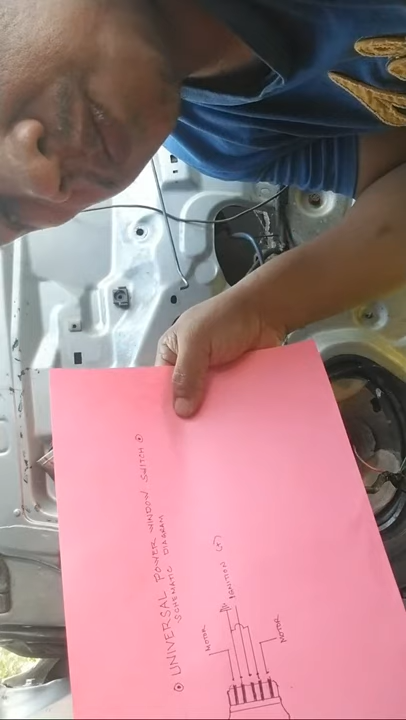 ⊙ UNIVERSAL POWER WINDOW SWITCH ⊙
SCHEMATIC DIAGRAM
MOTOR
IGNITION (+)
MOTOR